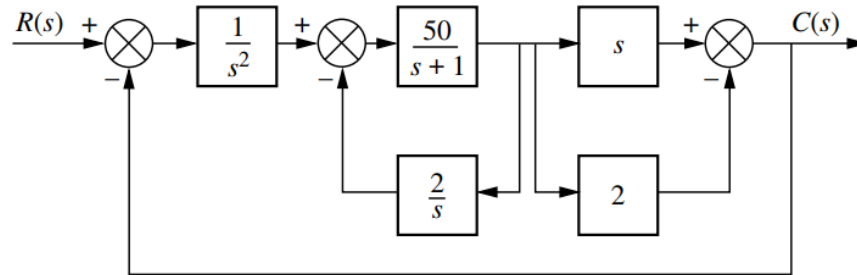 R(s) + − 1/s² + − 50/(s + 1) s + − C(s)
2/s 2